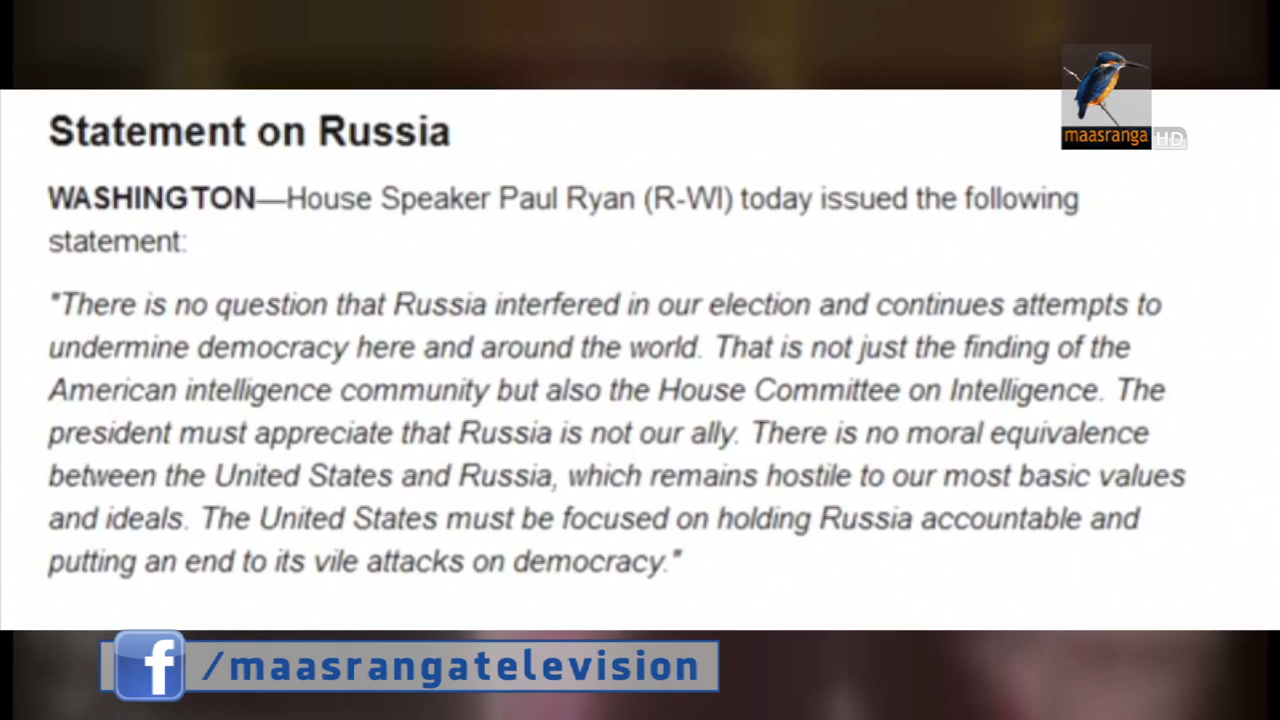 maasranga HD
Statement on Russia
WASHINGTON—House Speaker Paul Ryan (R-WI) today issued the following
statement:
"There is no question that Russia interfered in our election and continues attempts to
undermine democracy here and around the world. That is not just the finding of the
American intelligence community but also the House Committee on Intelligence. The
president must appreciate that Russia is not our ally. There is no moral equivalence
between the United States and Russia, which remains hostile to our most basic values
and ideals. The United States must be focused on holding Russia accountable and
putting an end to its vile attacks on democracy."
f /maasrangatelevision